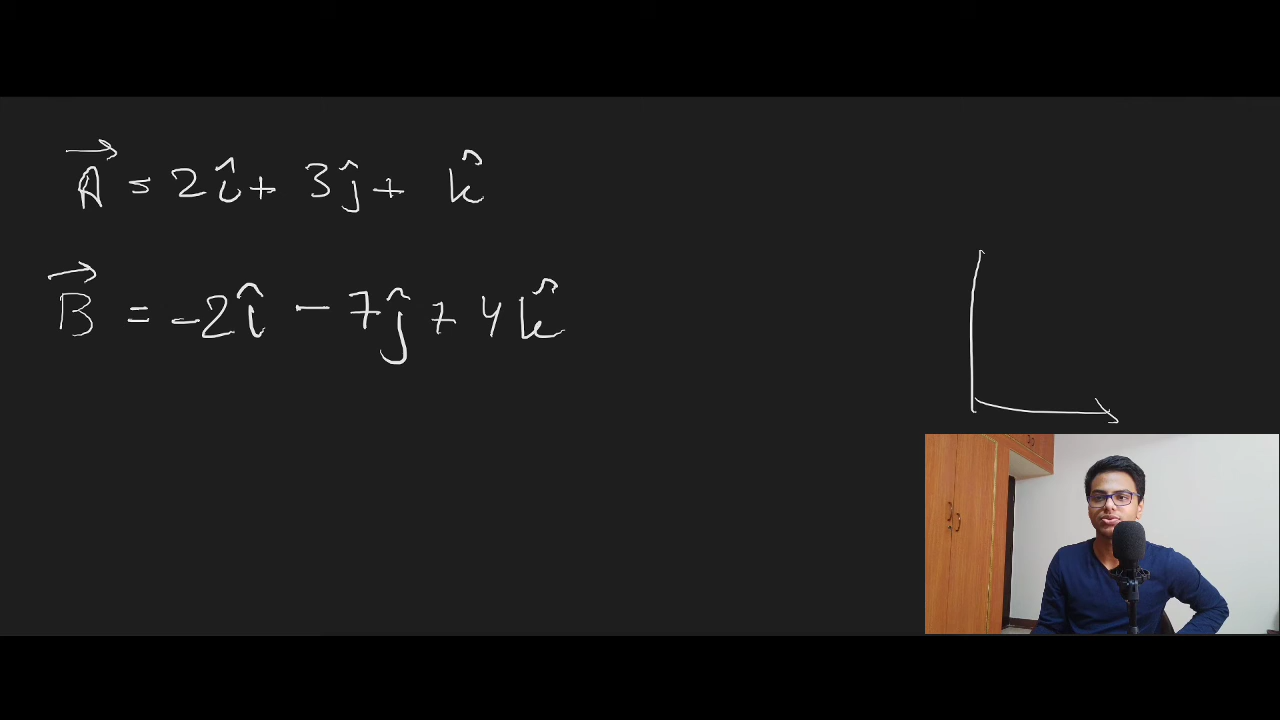 A⃗ = 2î + 3ĵ + k̂
B⃗ = -2î - 7ĵ + 4k̂